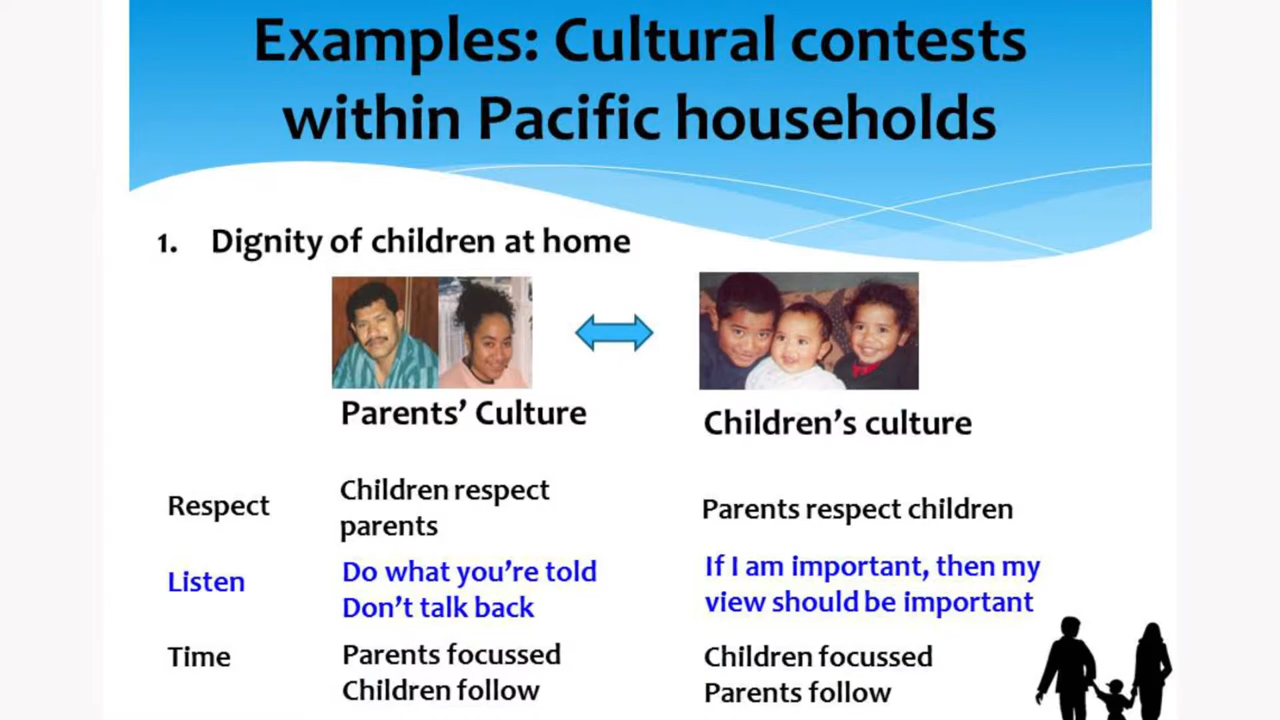 Examples: Cultural contests
within Pacific households
1. Dignity of children at home
Parents’ Culture
Children’s culture
Respect
Children respect
parents
Parents respect children
Listen
Do what you’re told
Don’t talk back
If I am important, then my
view should be important
Time
Parents focussed
Children follow
Children focussed
Parents follow